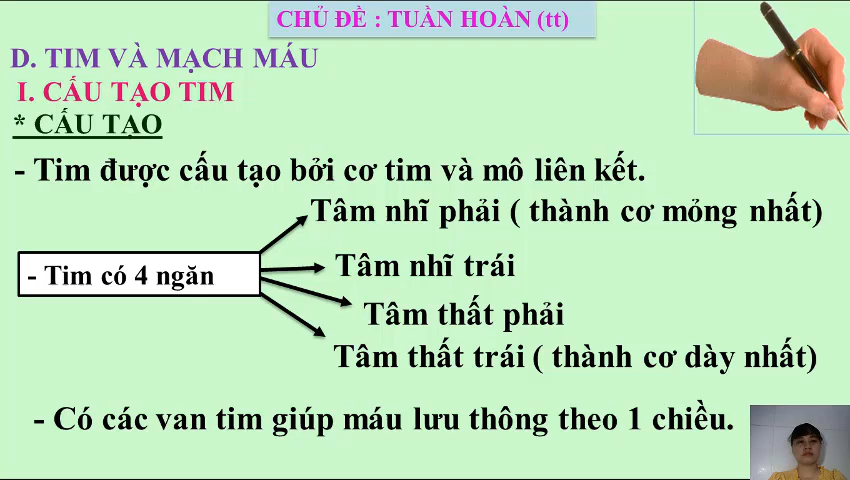 CHỦ ĐỀ : TUẦN HOÀN (tt)
D. TIM VÀ MẠCH MÁU
I. CẤU TẠO TIM
* CẤU TẠO
- Tim được cấu tạo bởi cơ tim và mô liên kết.
Tâm nhĩ phải ( thành cơ mỏng nhất)
- Tim có 4 ngăn
Tâm nhĩ trái
Tâm thất phải
Tâm thất trái ( thành cơ dày nhất)
- Có các van tim giúp máu lưu thông theo 1 chiều.